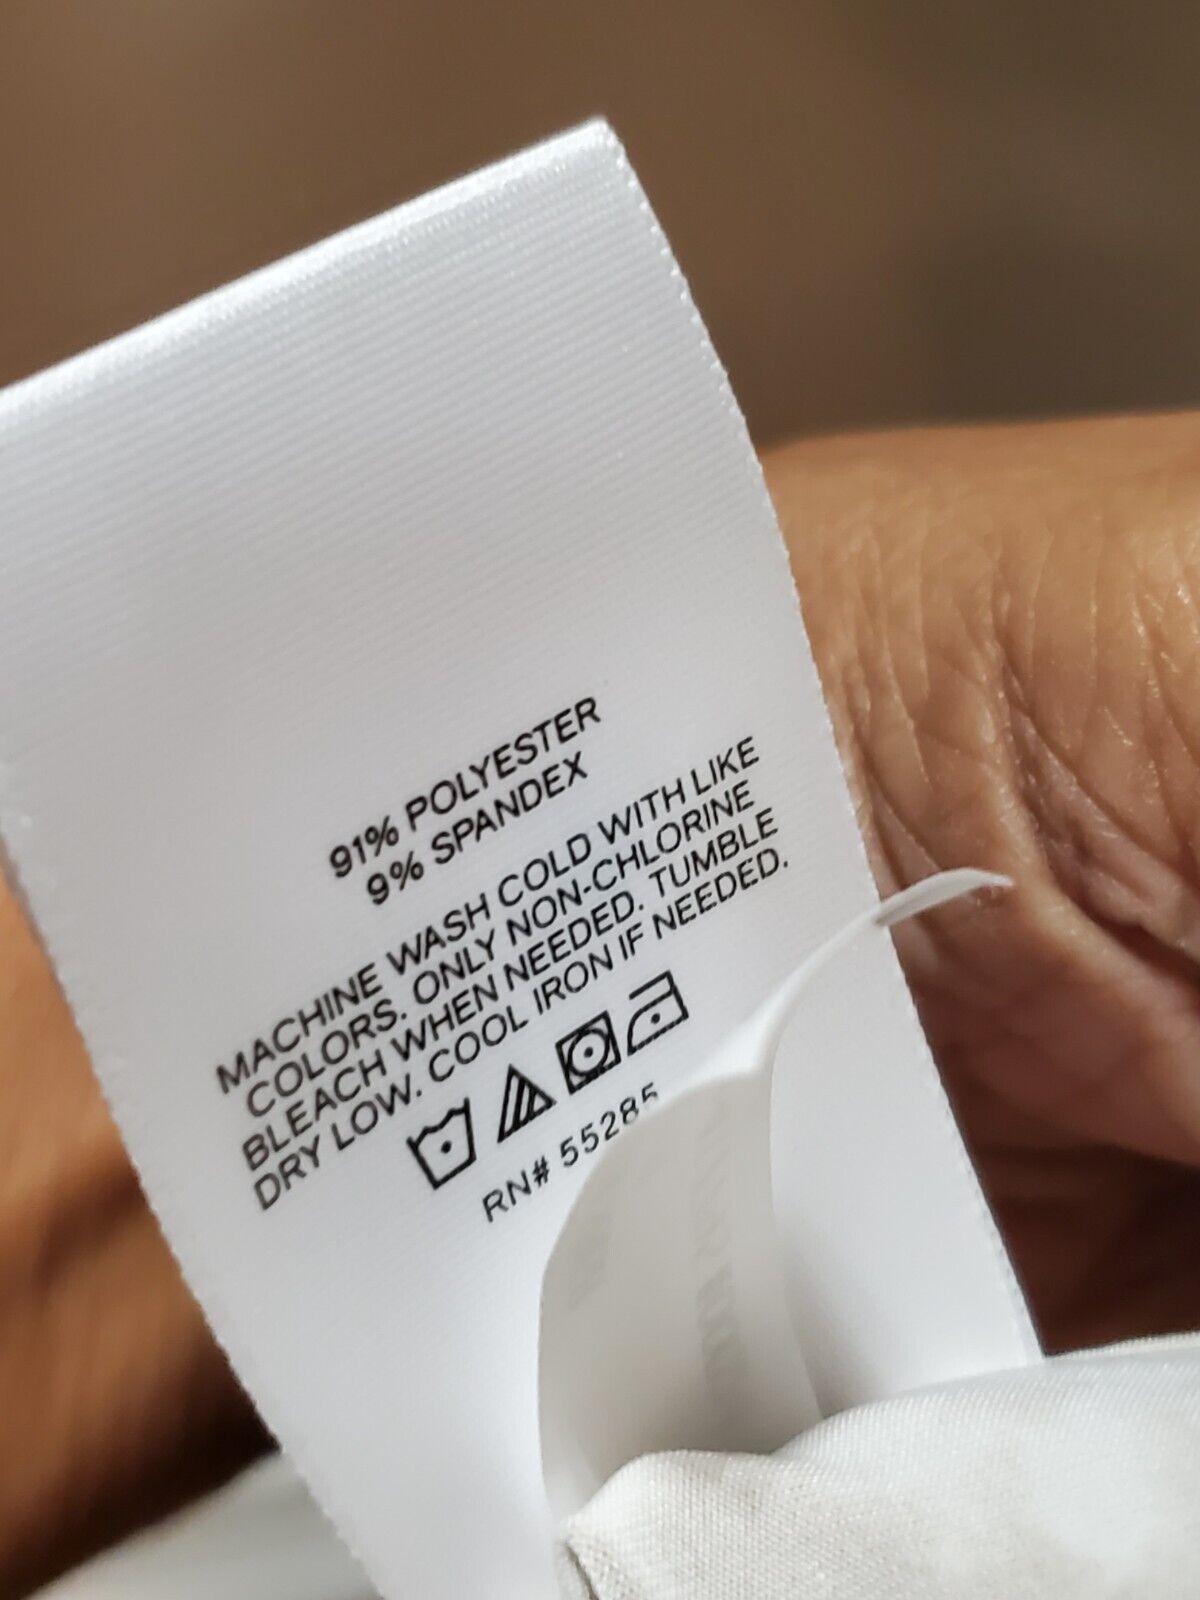 91% POLYESTER
9% SPANDEX
MACHINE WASH COLD WITH LIKE
COLORS. ONLY NON-CHLORINE
BLEACH WHEN NEEDED. TUMBLE
DRY LOW. COOL IRON IF NEEDED.
RN# 55285